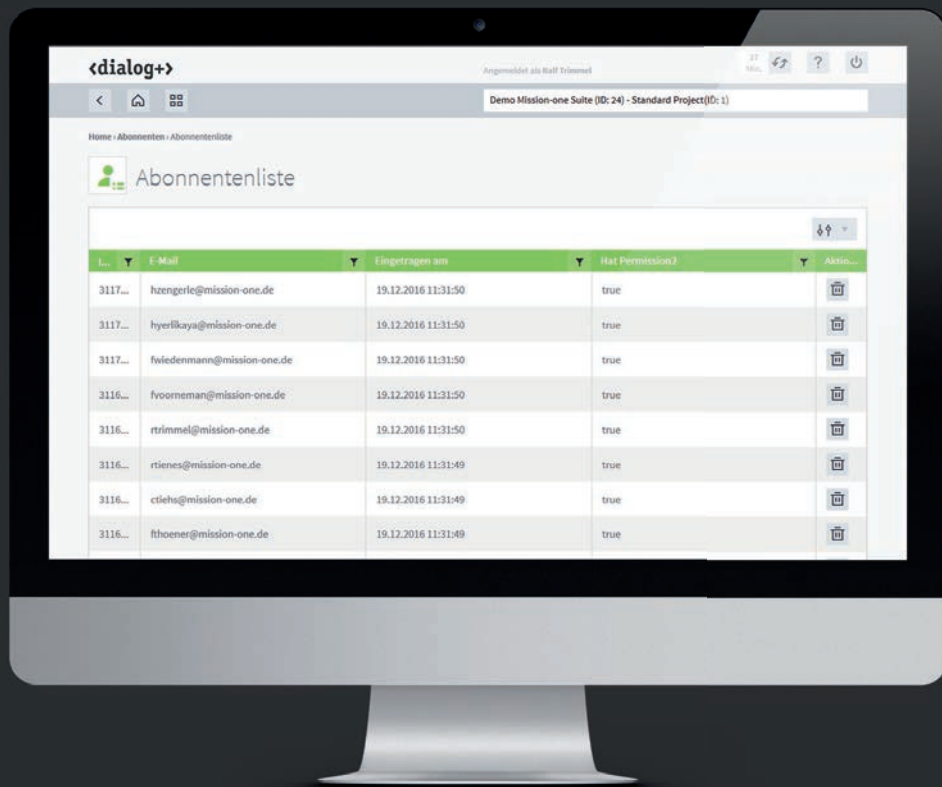 ‹dialog+›
Angemeldet als Ralf Trimmel
37
Min.
?
Demo Mission-one Suite (ID: 24) - Standard Project(ID: 1)
Home › Abonnenten › Abonnentenliste
Abonnentenliste
I... E-Mail Eingetragen am Hat Permission? Aktio...
3117... hzengerle@mission-one.de 19.12.2016 11:31:50 true
3117... hyerlikaya@mission-one.de 19.12.2016 11:31:50 true
3117... fwiedenmann@mission-one.de 19.12.2016 11:31:50 true
3116... fvoorneman@mission-one.de 19.12.2016 11:31:50 true
3116... rtrimmel@mission-one.de 19.12.2016 11:31:50 true
3116... rtienes@mission-one.de 19.12.2016 11:31:49 true
3116... ctiehs@mission-one.de 19.12.2016 11:31:49 true
3116... fthoener@mission-one.de 19.12.2016 11:31:49 true